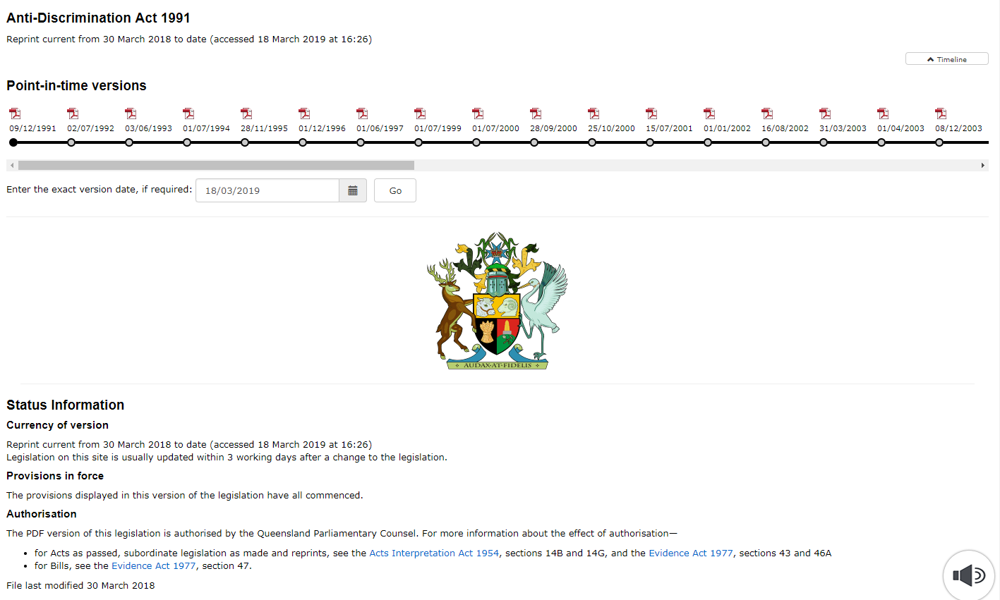 Anti-Discrimination Act 1991
Reprint current from 30 March 2018 to date (accessed 18 March 2019 at 16:26)
Timeline
Point-in-time versions
09/12/1991 02/07/1992 03/06/1993 01/07/1994 28/11/1995 01/12/1996 01/06/1997 01/07/1999 01/07/2000 28/09/2000 25/10/2000 15/07/2001 01/01/2002 16/08/2002 31/03/2003 01/04/2003 08/12/2003
Enter the exact version date, if required: 18/03/2019 Go
AUDAX·AT·FIDELIS
Status Information
Currency of version
Reprint current from 30 March 2018 to date (accessed 18 March 2019 at 16:26)
Legislation on this site is usually updated within 3 working days after a change to the legislation.
Provisions in force
The provisions displayed in this version of the legislation have all commenced.
Authorisation
The PDF version of this legislation is authorised by the Queensland Parliamentary Counsel. For more information about the effect of authorisation—
• for Acts as passed, subordinate legislation as made and reprints, see the Acts Interpretation Act 1954, sections 14B and 14G, and the Evidence Act 1977, sections 43 and 46A
• for Bills, see the Evidence Act 1977, section 47.
File last modified 30 March 2018